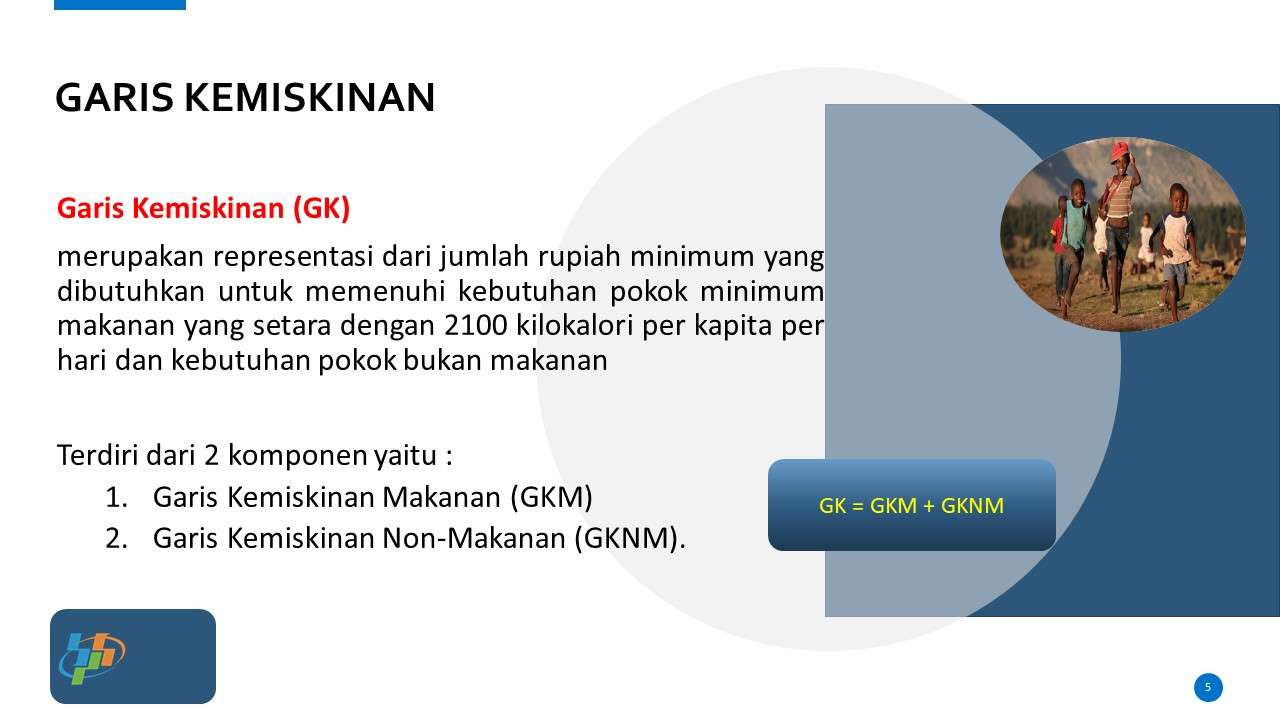 GARIS KEMISKINAN
Garis Kemiskinan (GK)
merupakan representasi dari jumlah rupiah minimum yang
dibutuhkan untuk memenuhi kebutuhan pokok minimum
makanan yang setara dengan 2100 kilokalori per kapita per
hari dan kebutuhan pokok bukan makanan
Terdiri dari 2 komponen yaitu :
1. Garis Kemiskinan Makanan (GKM)
2. Garis Kemiskinan Non-Makanan (GKNM).
GK = GKM + GKNM
5